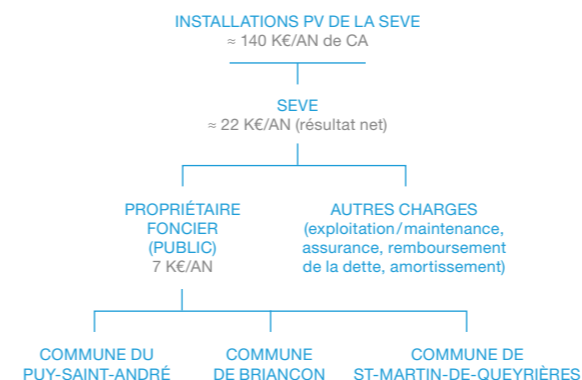 INSTALLATIONS PV DE LA SEVE
≈ 140 K€/AN de CA
SEVE
≈ 22 K€/AN (résultat net)
PROPRIÉTAIRE
FONCIER
(PUBLIC)
7 K€/AN
AUTRES CHARGES
(exploitation/maintenance,
assurance, remboursement
de la dette, amortissement)
COMMUNE DU
PUY-SAINT-ANDRÉ
COMMUNE
DE BRIANCON
COMMUNE DE
ST-MARTIN-DE-QUEYRIÈRES